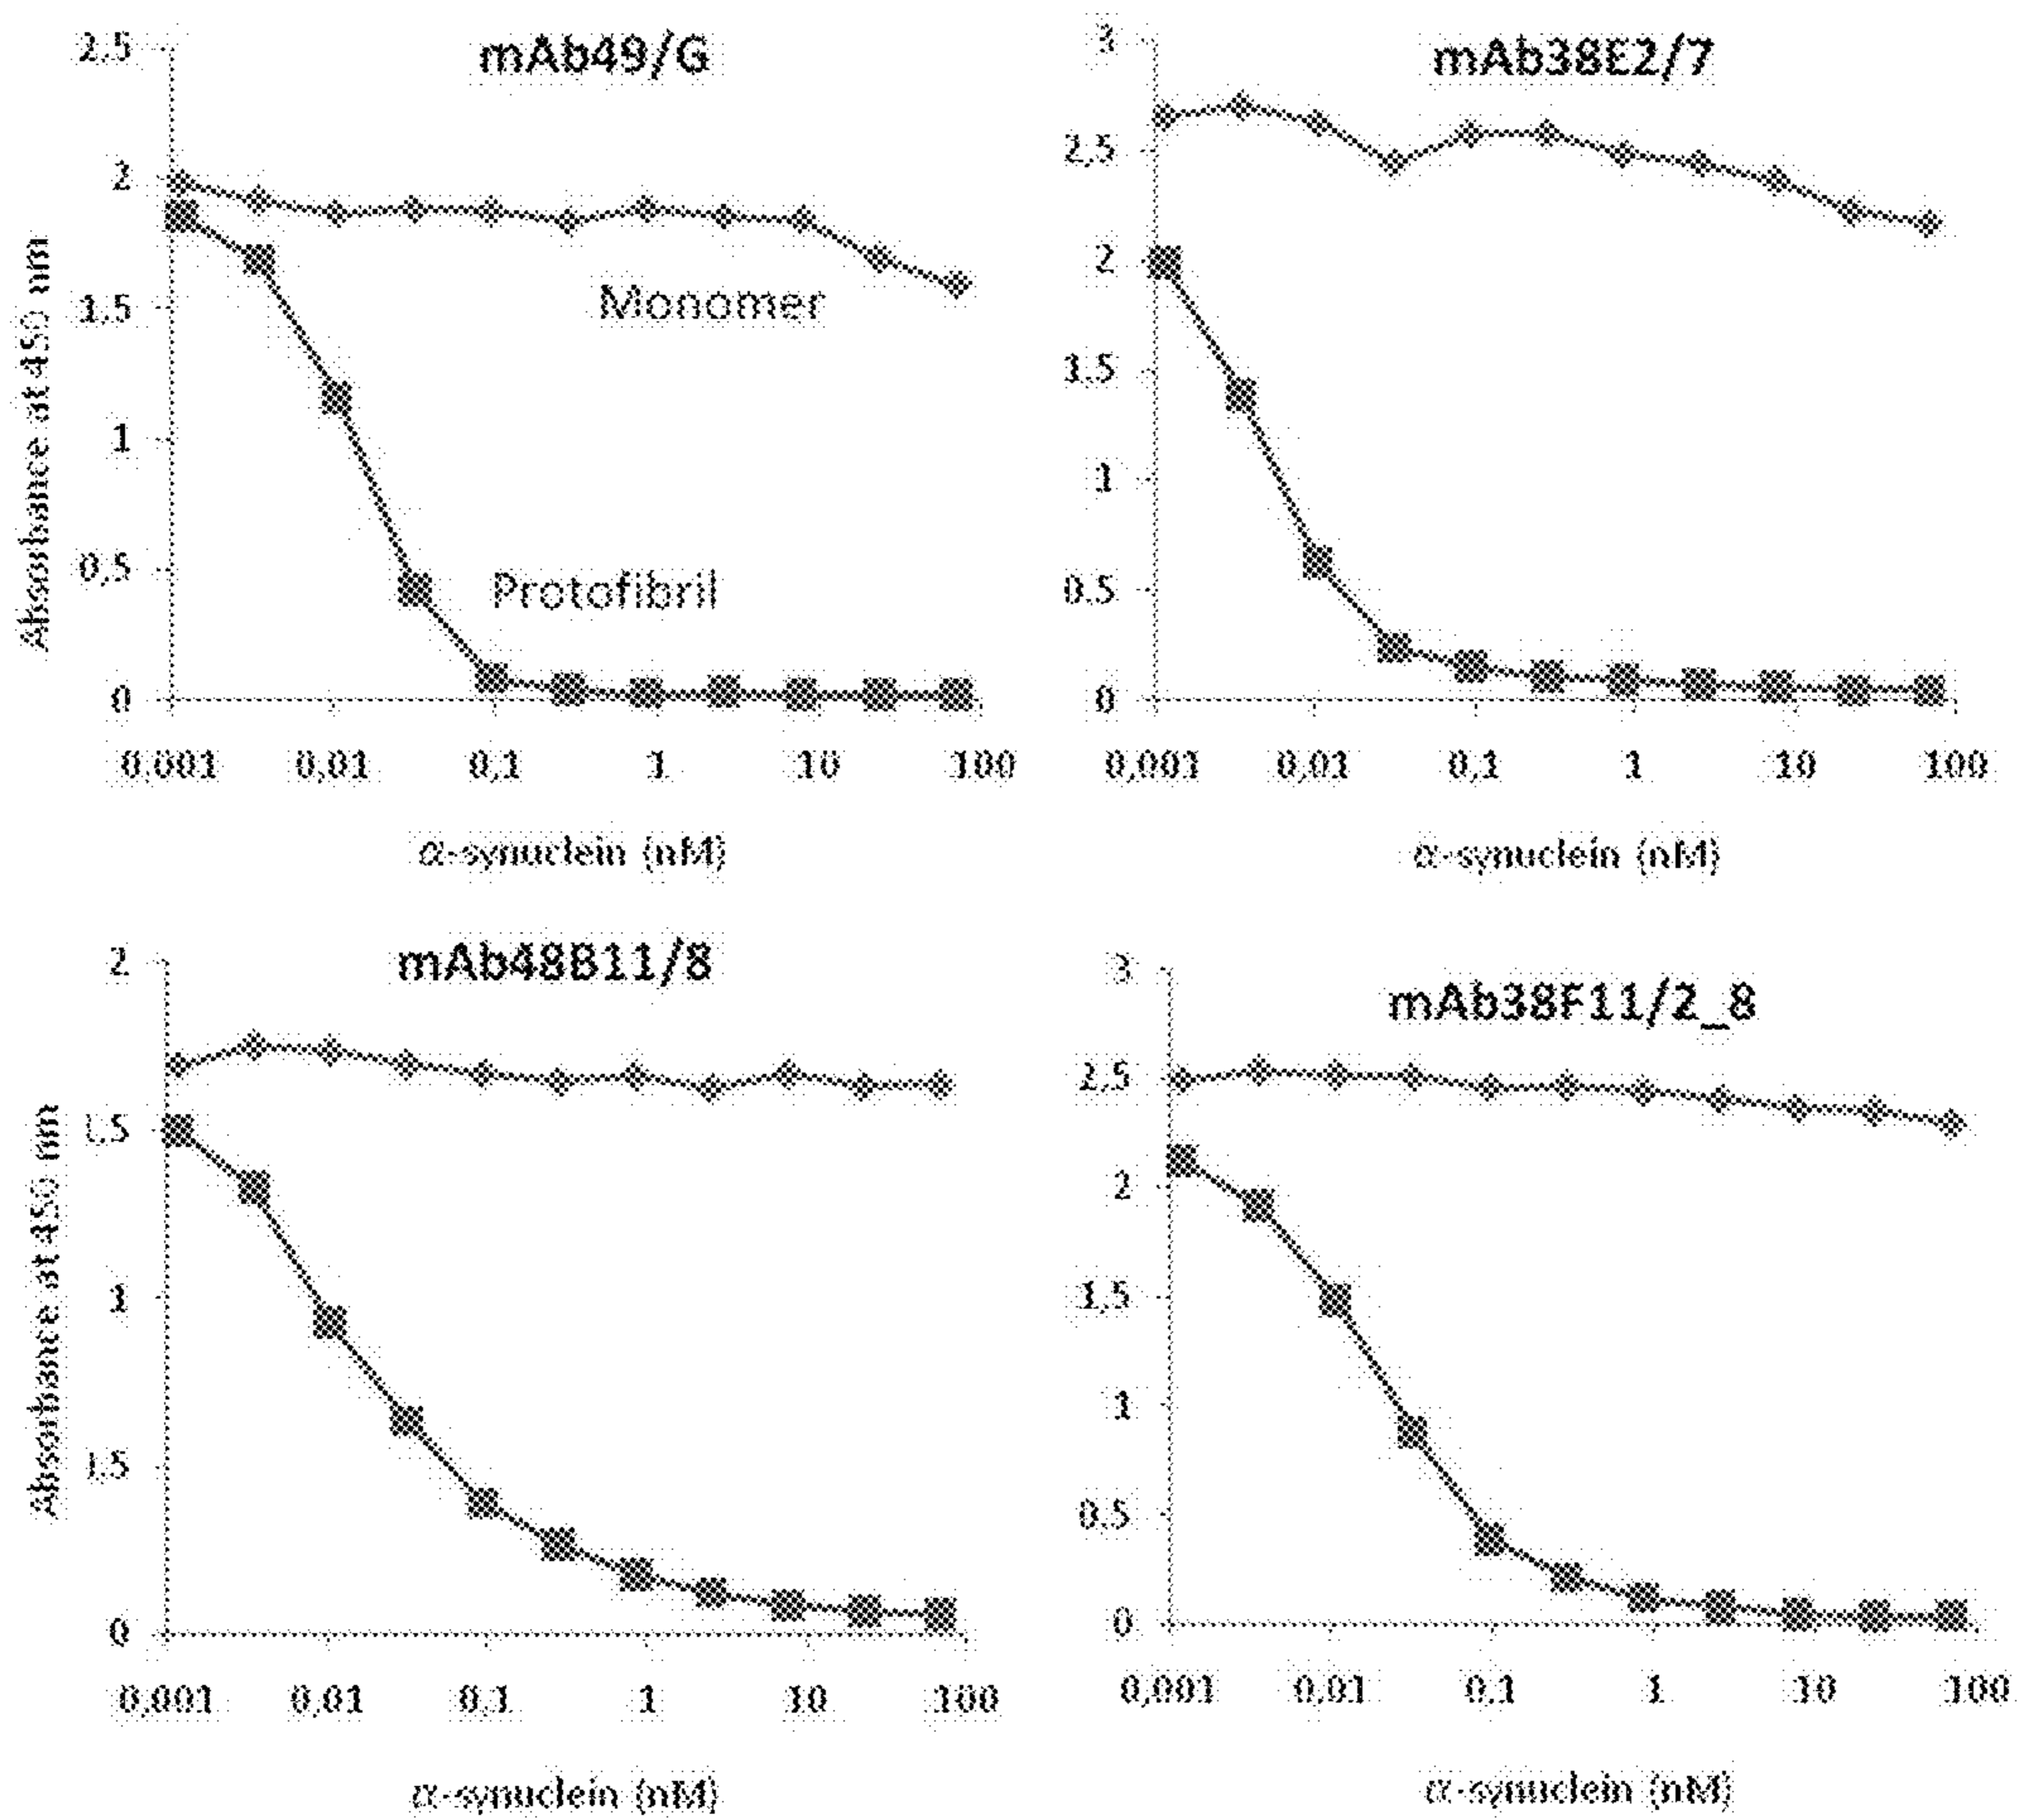 mAb49/G
2,5
2
1,5
1
0,5
0
Absorbance at 450 nm
Monomer
Protofibril
0,001 0,01 0,1 1 10 100
α-synuclein (nM)
mAb38E2/7
3
2,5
2
1,5
1
0,5
0
0,001 0,01 0,1 1 10 100
α-synuclein (nM)
mAb48B11/8
2
1,5
1
1,5
0
Absorbance at 450 nm
0,001 0,01 0,1 1 10 100
α-synuclein (nM)
mAb38F11/2_8
3
2,5
2
1,5
1
0,5
0
0,001 0,01 0,1 1 10 100
α-synuclein (nM)